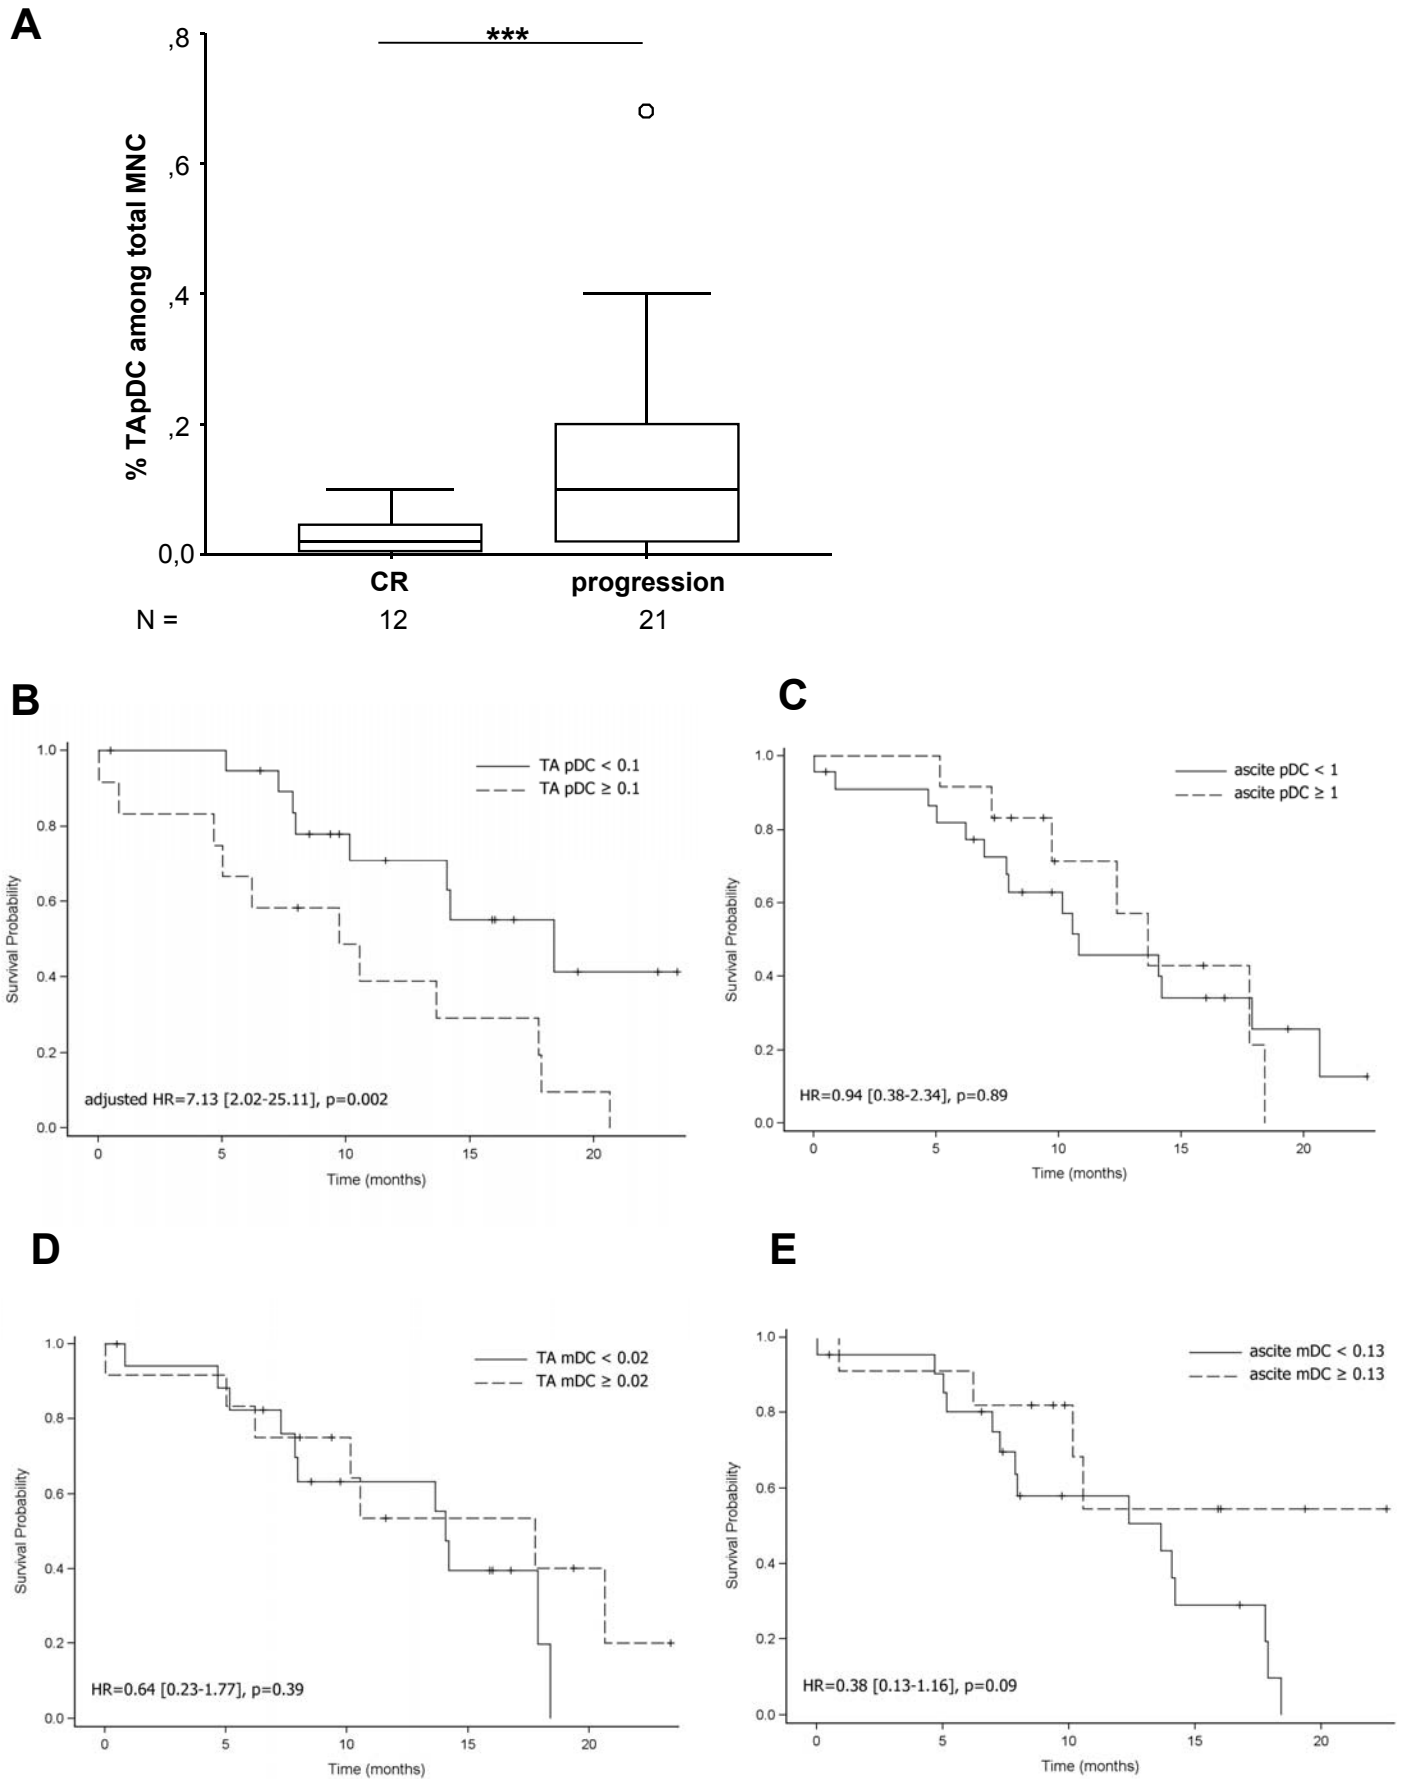 A
***
,8
,6
,4
,2
0,0
% TApDC among total MNC
CR progression
N = 12 21
B
1.0
0.8
0.6
0.4
0.2
0.0
Survival Probability
TA pDC < 0.1
TA pDC ≥ 0.1
adjusted HR=7.13 [2.02-25.11], p=0.002
0 5 10 15 20
Time (months)
C
1.0
0.8
0.6
0.4
0.2
0.0
Survival Probability
ascite pDC < 1
ascite pDC ≥ 1
HR=0.94 [0.38-2.34], p=0.89
0 5 10 15 20
Time (months)
D
1.0
0.8
0.6
0.4
0.2
0.0
Survival Probability
TA mDC < 0.02
TA mDC ≥ 0.02
HR=0.64 [0.23-1.77], p=0.39
0 5 10 15 20
Time (months)
E
1.0
0.8
0.6
0.4
0.2
0.0
Survival Probability
ascite mDC < 0.13
ascite mDC ≥ 0.13
HR=0.38 [0.13-1.16], p=0.09
0 5 10 15 20
Time (months)